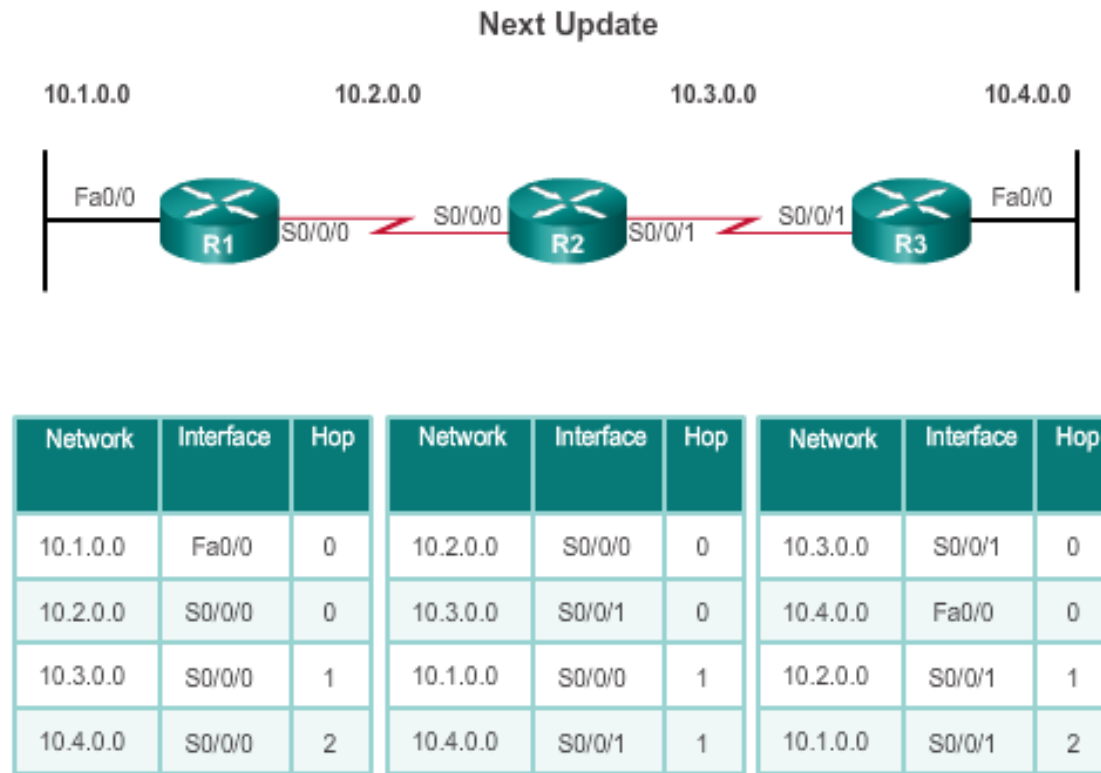 Next Update
10.1.0.0 10.2.0.0 10.3.0.0 10.4.0.0
Fa0/0 S0/0/0 S0/0/1 Fa0/0
S0/0/0 S0/0/1
R1 R2 R3
Network Interface Hop Network Interface Hop Network Interface Hop
10.1.0.0 Fa0/0 0 10.2.0.0 S0/0/0 0 10.3.0.0 S0/0/1 0
10.2.0.0 S0/0/0 0 10.3.0.0 S0/0/1 0 10.4.0.0 Fa0/0 0
10.3.0.0 S0/0/0 1 10.1.0.0 S0/0/0 1 10.2.0.0 S0/0/1 1
10.4.0.0 S0/0/0 2 10.4.0.0 S0/0/1 1 10.1.0.0 S0/0/1 2